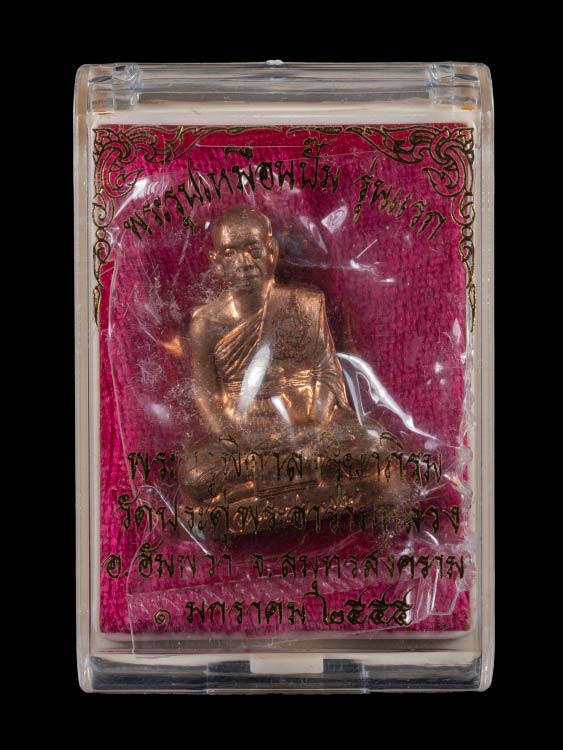 พระรูปเหมือนปั๊ม รุ่นแรก
วัดประดู่พระอารามหลวง
อ.อัมพวา จ.สมุทรสงคราม
๑ มกราคม ๒๕๕๕